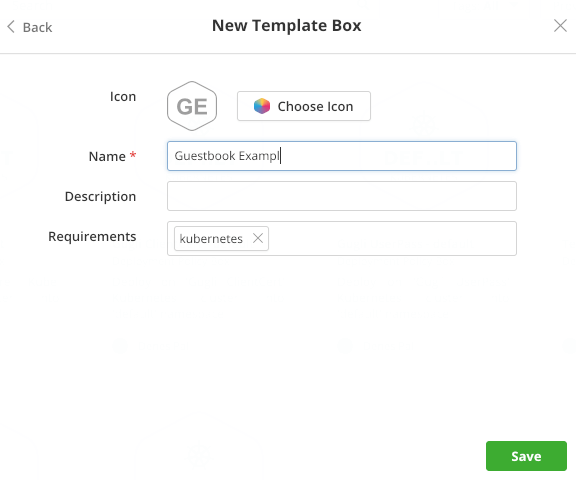 Back
New Template Box
Icon
GE
Choose Icon
Name *
Guestbook Exampl
Description
Requirements
kubernetes
Save